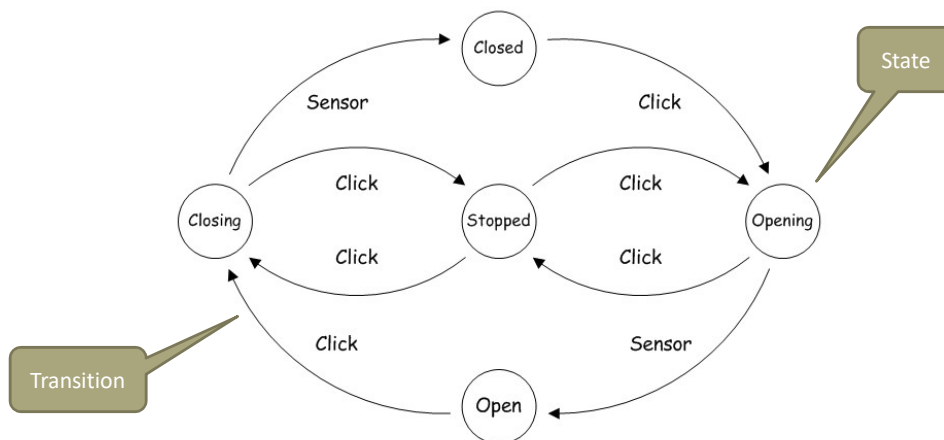 Closed
State
Sensor
Click
Click
Click
Closing
Stopped
Opening
Click
Click
Click
Sensor
Transition
Open